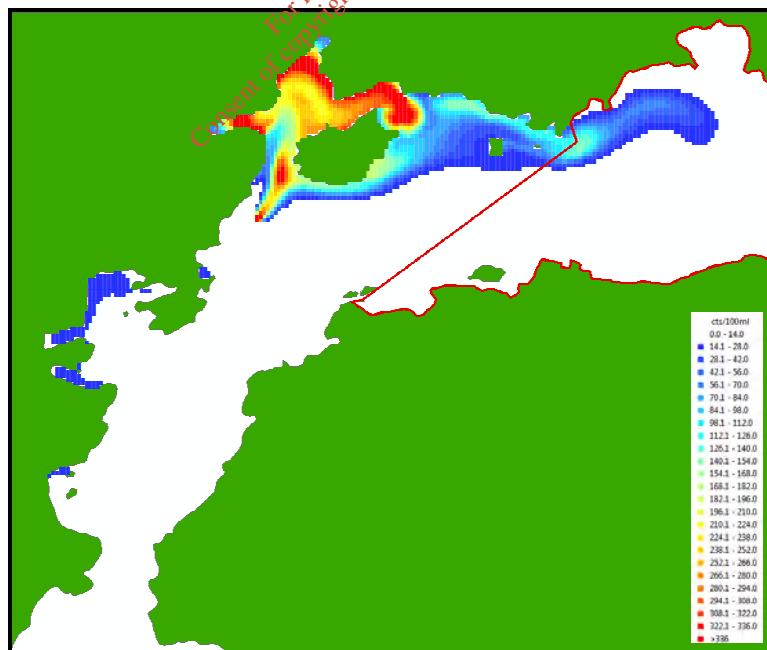 For
Consent of copyrigh
cts/100ml
0.0 - 14.0
14.1 - 28.0
28.1 - 42.0
42.1 - 56.0
56.1 - 70.0
70.1 - 84.0
84.1 - 98.0
98.1 - 112.0
112.1 - 126.0
126.1 - 140.0
140.1 - 154.0
154.1 - 168.0
168.1 - 182.0
182.1 - 196.0
196.1 - 210.0
210.1 - 224.0
224.1 - 238.0
238.1 - 252.0
252.1 - 266.0
266.1 - 280.0
280.1 - 294.0
294.1 - 308.0
308.1 - 322.0
322.1 - 336.0
>336